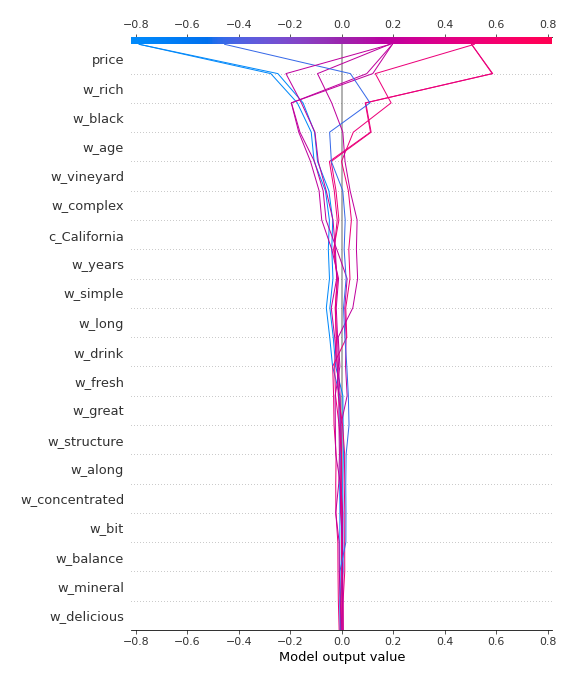 −0.8 −0.6 −0.4 −0.2 0.0 0.2 0.4 0.6 0.8
price
w_rich
w_black
w_age
w_vineyard
w_complex
c_California
w_years
w_simple
w_long
w_drink
w_fresh
w_great
w_structure
w_along
w_concentrated
w_bit
w_balance
w_mineral
w_delicious
−0.8 −0.6 −0.4 −0.2 0.0 0.2 0.4 0.6 0.8
Model output value